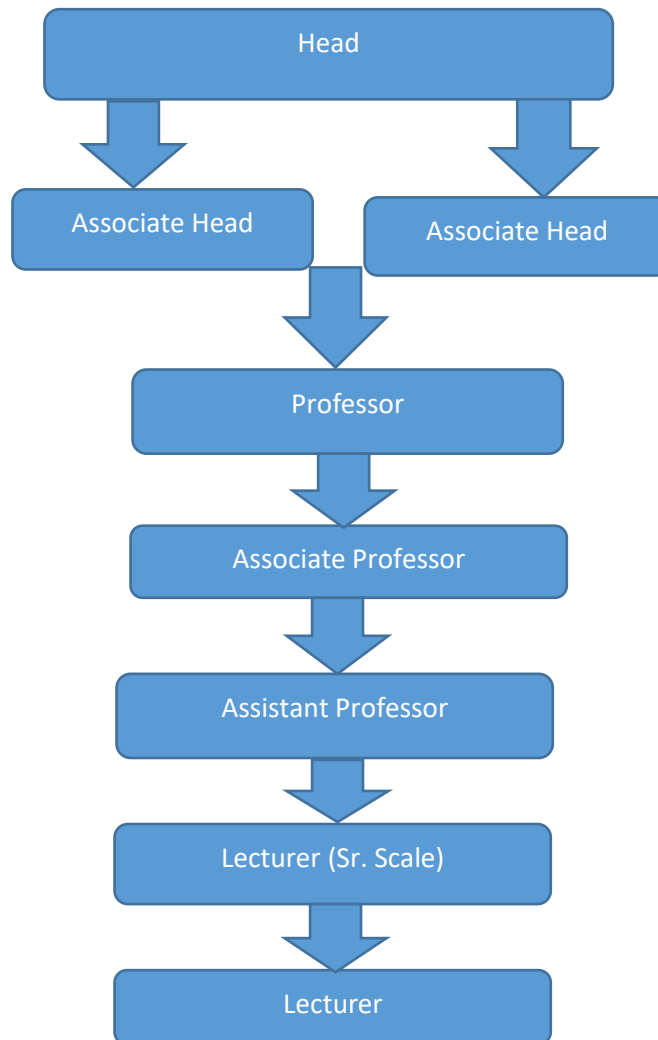 Head
Associate Head
Associate Head
Professor
Associate Professor
Assistant Professor
Lecturer (Sr. Scale)
Lecturer